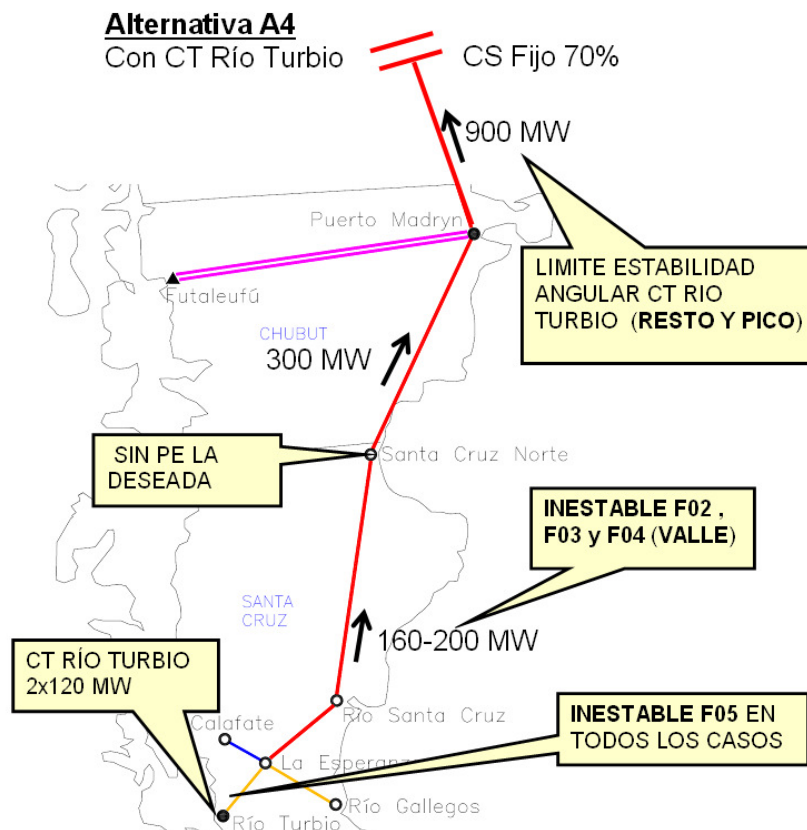 Alternativa A4
Con CT Río Turbio
CS Fijo 70%
900 MW
Puerto Madryn
LIMITE ESTABILIDAD
ANGULAR CT RIO
TURBIO (RESTO Y PICO)
Futaleufú
CHUBUT
300 MW
SIN PE LA
DESEADA
Santa Cruz Norte
INESTABLE F02 ,
F03 y F04 (VALLE)
SANTA
CRUZ
160-200 MW
CT RÍO TURBIO
2x120 MW
Río Santa Cruz
Calafate
INESTABLE F05 EN
TODOS LOS CASOS
La Esperanza
Río Gallegos
Río Turbio